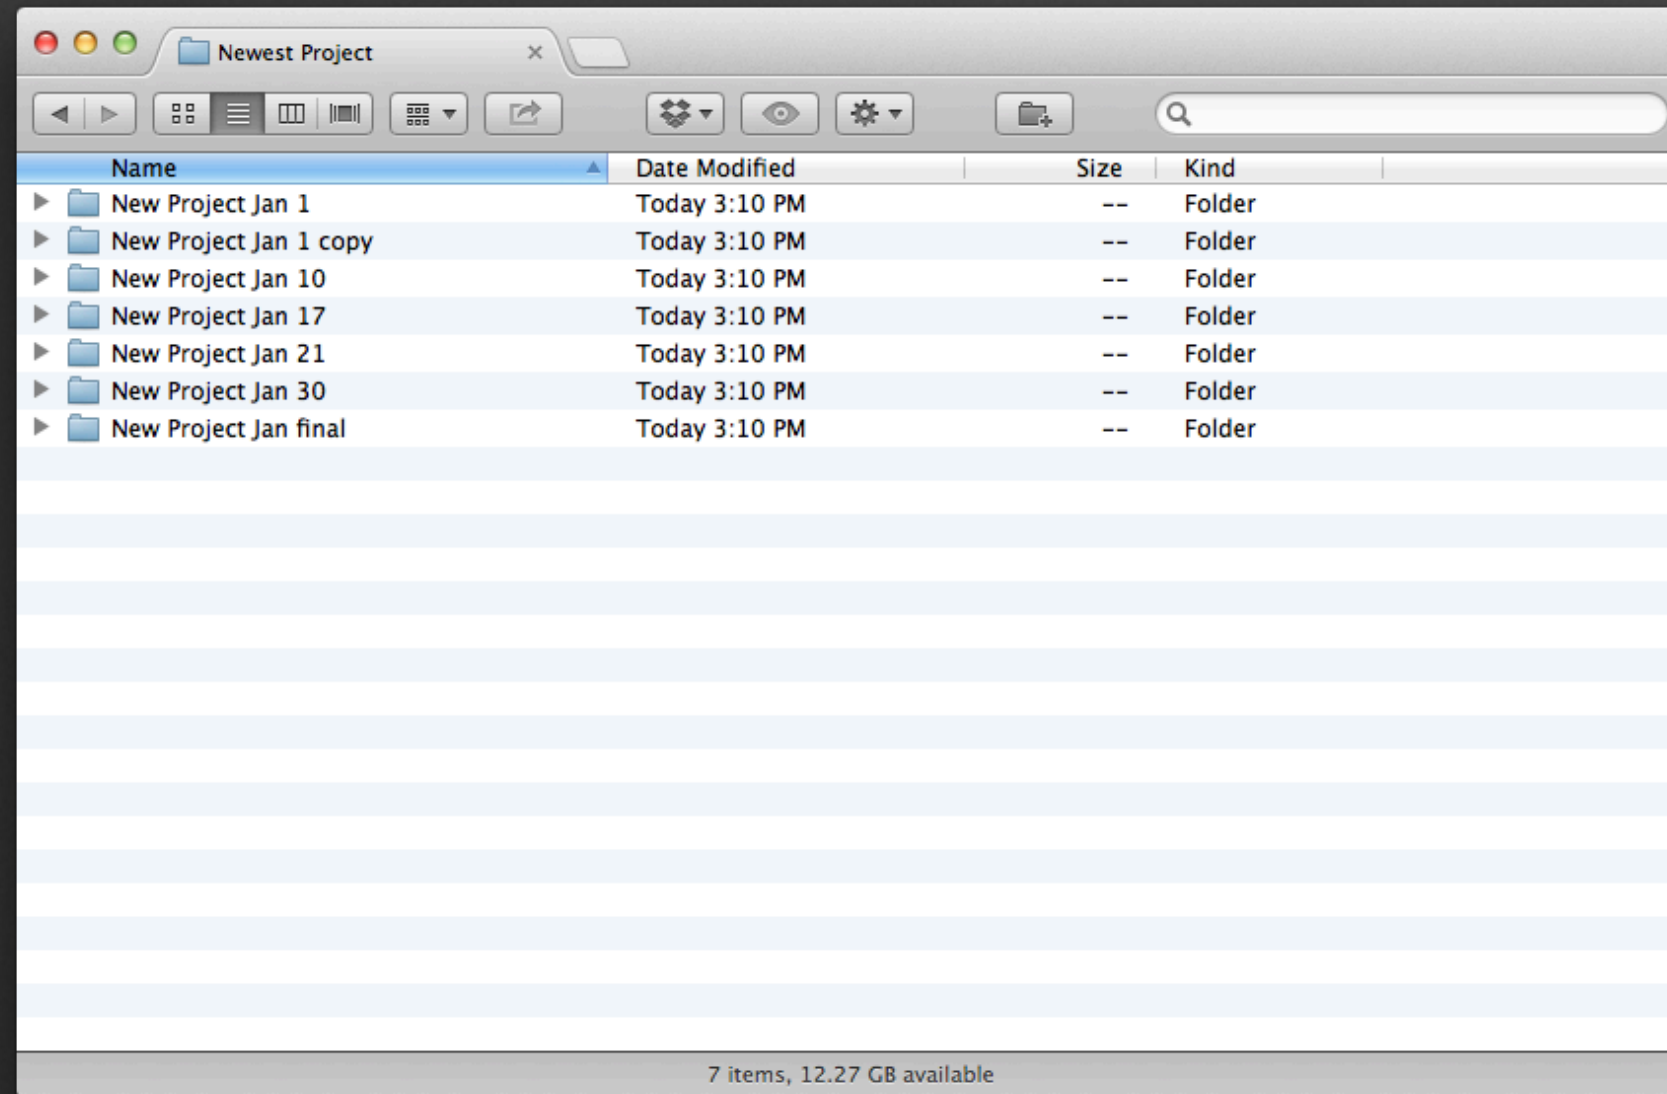 Newest Project
Name Date Modified Size Kind
New Project Jan 1 Today 3:10 PM -- Folder
New Project Jan 1 copy Today 3:10 PM -- Folder
New Project Jan 10 Today 3:10 PM -- Folder
New Project Jan 17 Today 3:10 PM -- Folder
New Project Jan 21 Today 3:10 PM -- Folder
New Project Jan 30 Today 3:10 PM -- Folder
New Project Jan final Today 3:10 PM -- Folder
7 items, 12.27 GB available